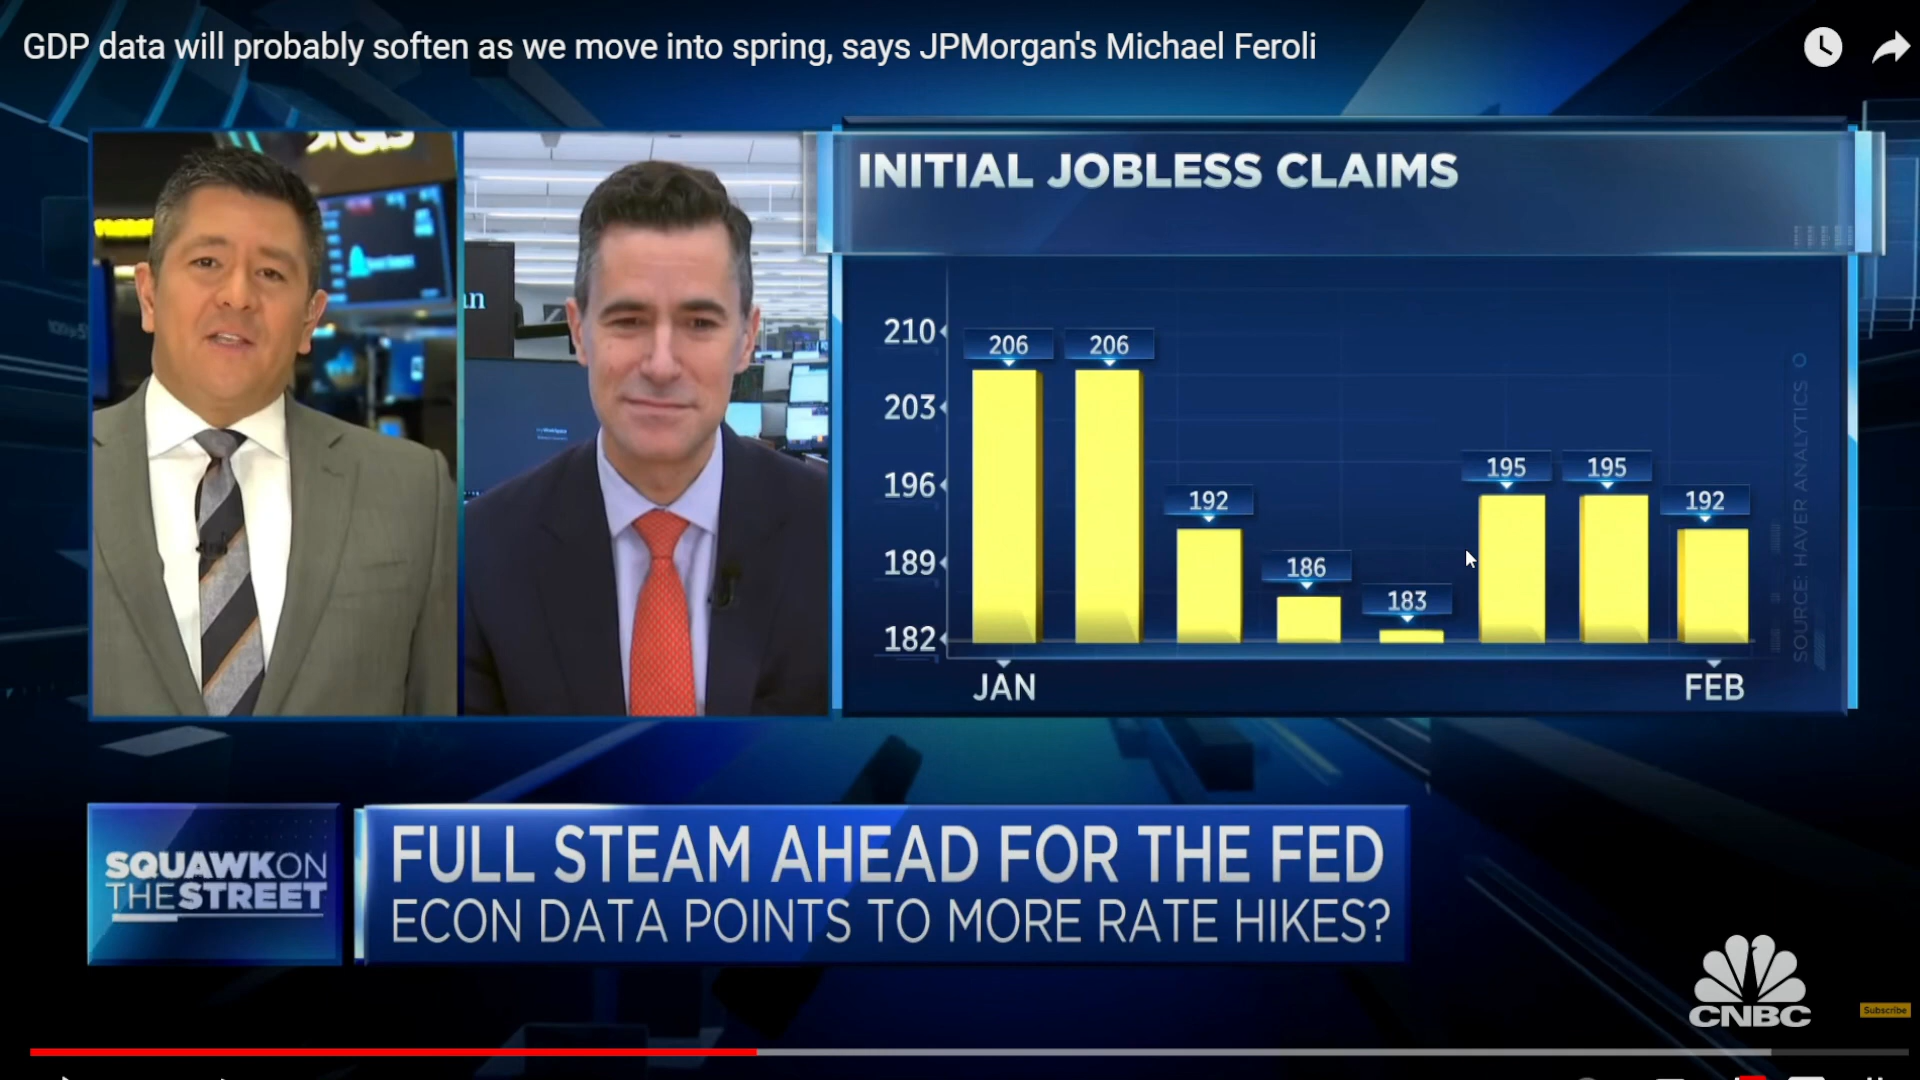 GDP data will probably soften as we move into spring, says JPMorgan's Michael Feroli
INITIAL JOBLESS CLAIMS
210
203
196
189
182
206
206
192
186
183
195
195
192
JAN
FEB
SOURCE: HAVER ANALYTICS
SQUAWK ON
THE STREET
FULL STEAM AHEAD FOR THE FED
ECON DATA POINTS TO MORE RATE HIKES?
CNBC
Subscribe